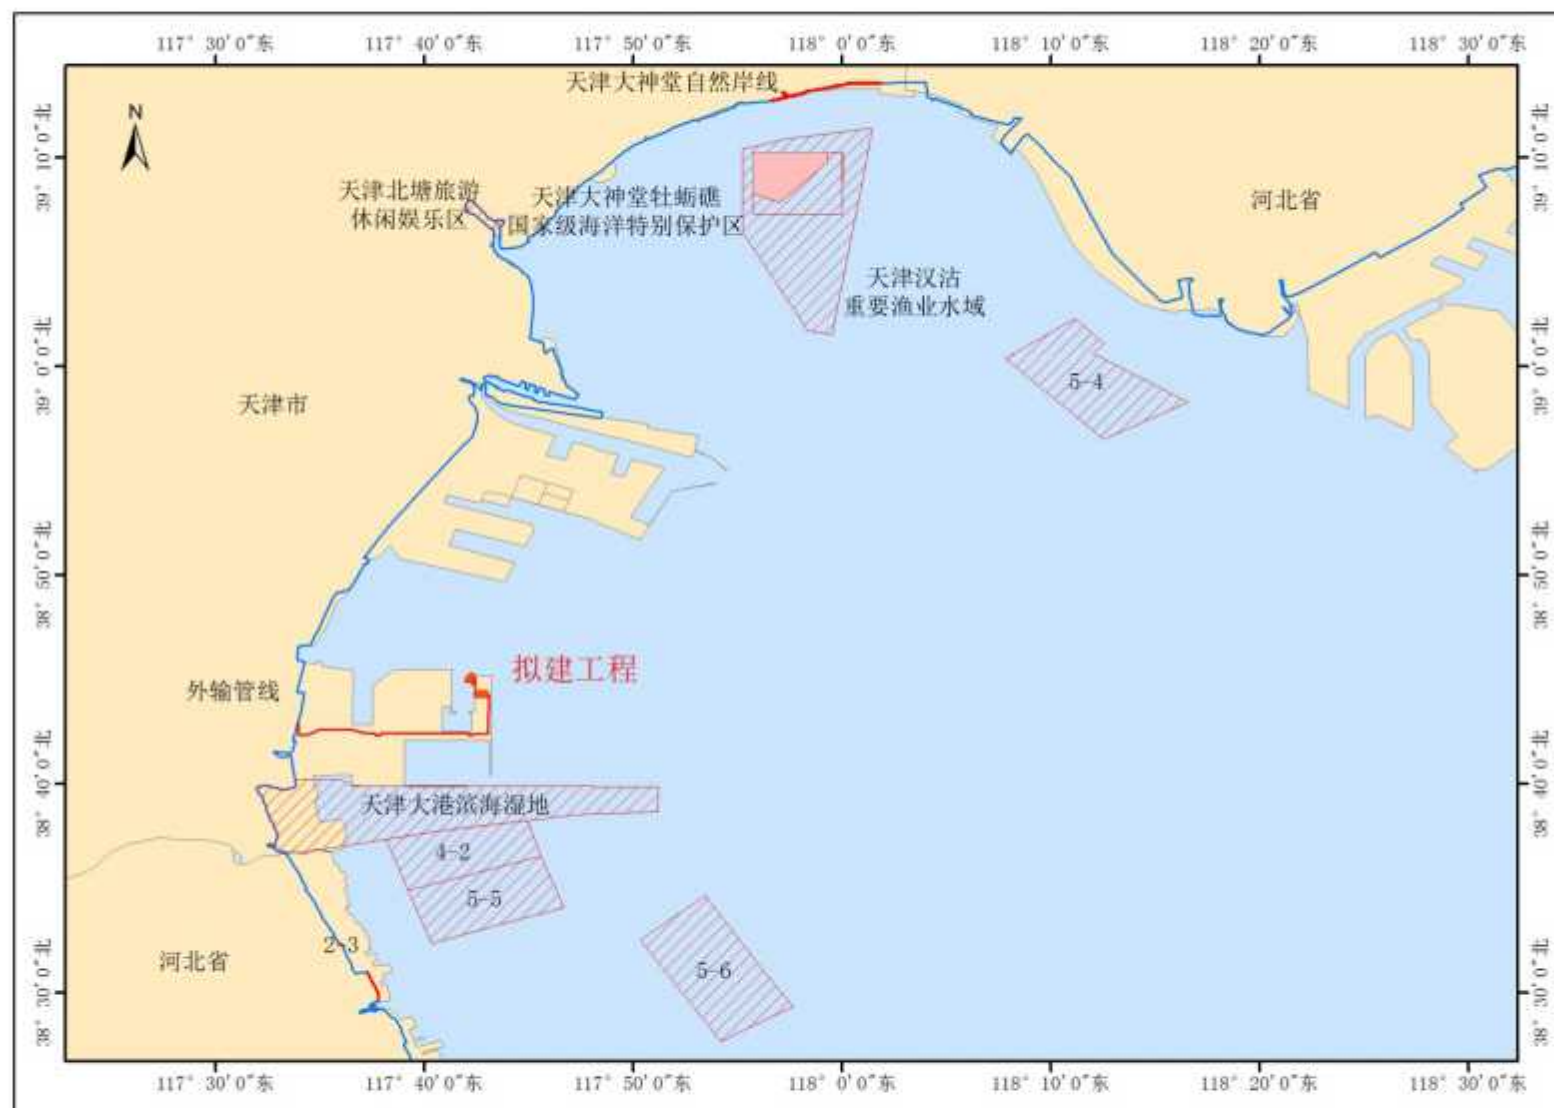 117° 30′0″东
117° 40′0″东
117° 50′0″东
118° 0′0″东
118° 10′0″东
118° 20′0″东
118° 30′0″东
N
天津大神堂自然岸线
39° 10′0″北
39° 10′0″北
天津北塘旅游
休闲娱乐区
天津大神堂牡蛎礁
国家级海洋特别保护区
河北省
天津汉沽
重要渔业水域
39° 0′0″北
39° 0′0″北
5-4
天津市
38° 50′0″北
38° 50′0″北
拟建工程
外输管线
38° 40′0″北
38° 40′0″北
天津大港滨海湿地
4-2
5-5
2-3
河北省
5-6
38° 30′0″北
38° 30′0″北
117° 30′0″东
117° 40′0″东
117° 50′0″东
118° 0′0″东
118° 10′0″东
118° 20′0″东
118° 30′0″东